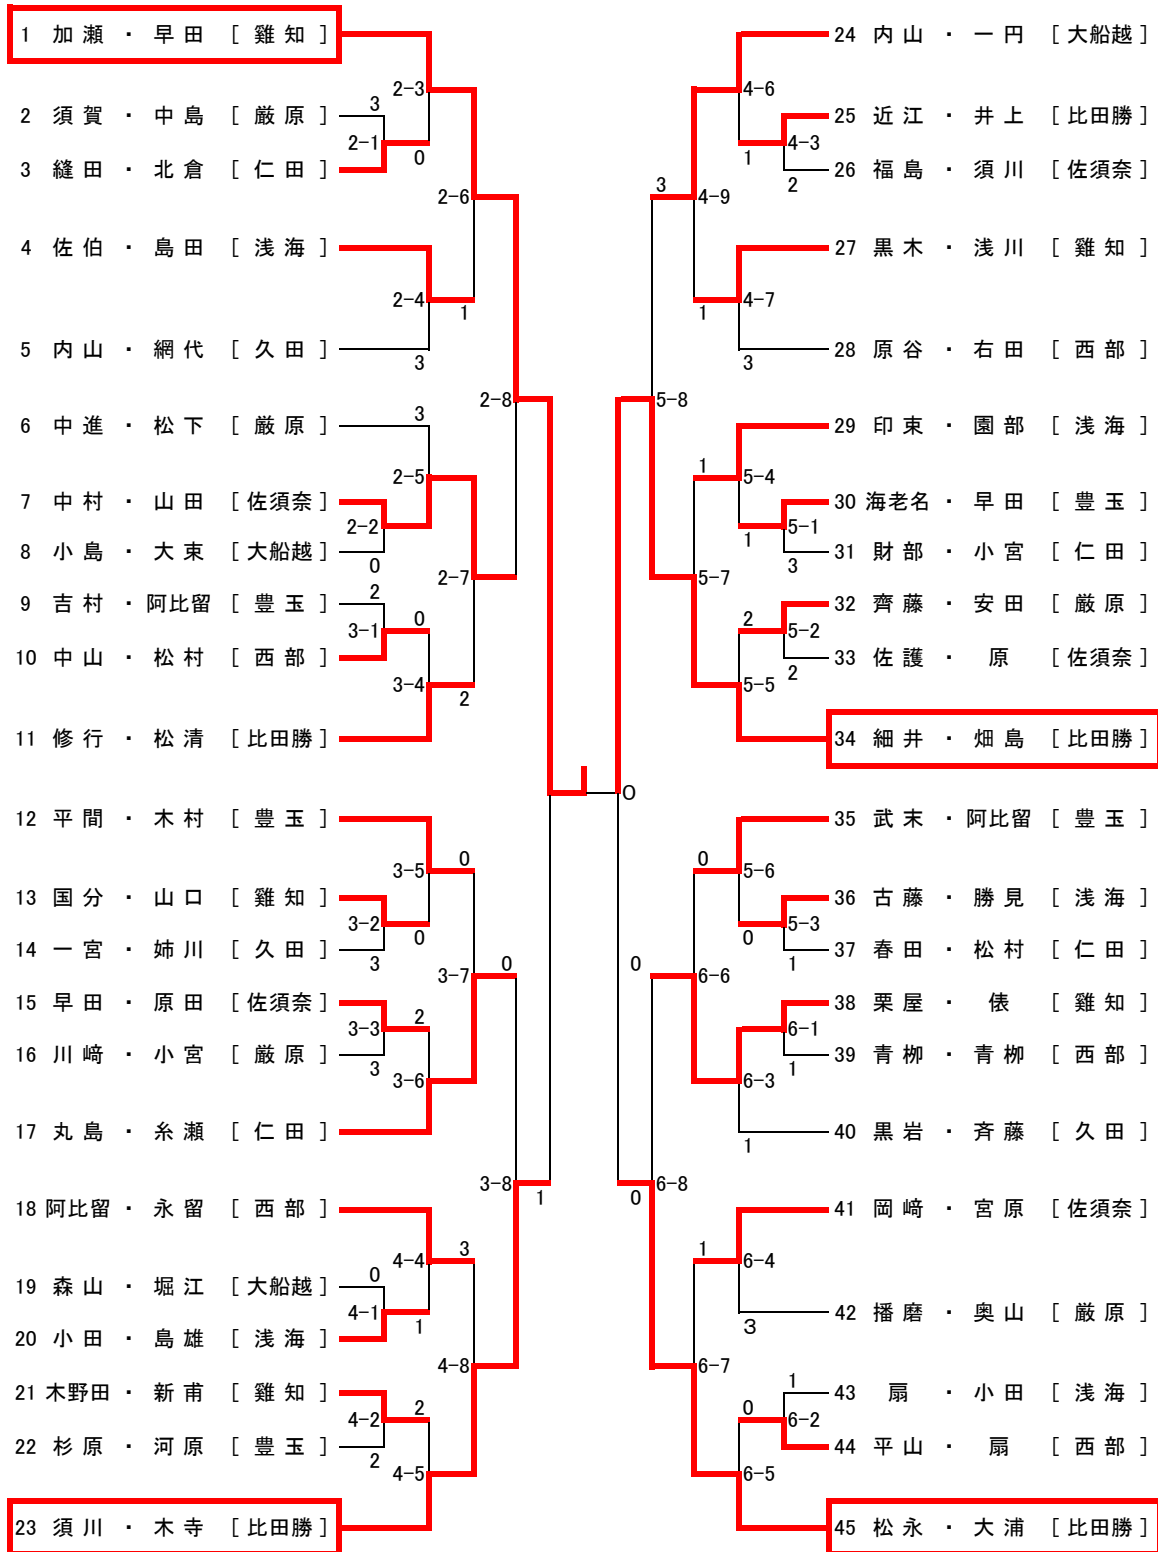 1 加瀬 ・ 早田 [ 雞知 ]
2-3
3
2 須賀 ・ 中島 [ 厳原 ]
2-1
0
3 縫田 ・ 北倉 [ 仁田 ]
2-6
4 佐伯 ・ 島田 [ 浅海 ]
2-4
1
5 内山 ・ 網代 [ 久田 ]
3
2-8
6 中進 ・ 松下 [ 厳原 ]
3
2-5
7 中村 ・ 山田 [ 佐須奈 ]
2-2
8 小島 ・ 大束 [ 大船越 ]
0
2-7
9 吉村 ・ 阿比留 [ 豊玉 ]
2
0
3-1
10 中山 ・ 松村 [ 西部 ]
3-4
2
11 修行 ・ 松清 [ 比田勝 ]
12 平間 ・ 木村 [ 豊玉 ]
0
3-5
13 国分 ・ 山口 [ 雞知 ]
3-2
0
14 一宮 ・ 姉川 [ 久田 ]
3
0
3-7
15 早田 ・ 原田 [ 佐須奈 ]
2
3-3
16 川﨑 ・ 小宮 [ 厳原 ]
3
3-6
17 丸島 ・ 糸瀬 [ 仁田 ]
3-8
1
18 阿比留 ・ 永留 [ 西部 ]
3
4-4
0
19 森山 ・ 堀江 [ 大船越 ]
4-1
1
20 小田 ・ 島雄 [ 浅海 ]
4-8
21 木野田 ・ 新甫 [ 雞知 ]
2
4-2
22 杉原 ・ 河原 [ 豊玉 ]
2
4-5
23 須川 ・ 木寺 [ 比田勝 ]
0
24 内山 ・ 一円 [ 大船越 ]
4-6
25 近江 ・ 井上 [ 比田勝 ]
4-3
1
26 福島 ・ 須川 [ 佐須奈 ]
2
3
4-9
27 黒木 ・ 浅川 [ 雞知 ]
4-7
1
28 原谷 ・ 右田 [ 西部 ]
3
5-8
29 印束 ・ 園部 [ 浅海 ]
1
5-4
30 海老名 ・ 早田 [ 豊玉 ]
5-1
1
31 財部 ・ 小宮 [ 仁田 ]
3
5-7
32 齊藤 ・ 安田 [ 厳原 ]
2
5-2
33 佐護 ・ 原 [ 佐須奈 ]
2
5-5
34 細井 ・ 畑島 [ 比田勝 ]
35 武末 ・ 阿比留 [ 豊玉 ]
0
5-6
36 古藤 ・ 勝見 [ 浅海 ]
5-3
0
37 春田 ・ 松村 [ 仁田 ]
1
0
6-6
38 栗屋 ・ 俵 [ 雞知 ]
6-1
39 青栁 ・ 青栁 [ 西部 ]
1
6-3
40 黒岩 ・ 斉藤 [ 久田 ]
1
6-8
0
41 岡﨑 ・ 宮原 [ 佐須奈 ]
1
6-4
42 播磨 ・ 奥山 [ 厳原 ]
3
6-7
1
43 扇 ・ 小田 [ 浅海 ]
0
6-2
44 平山 ・ 扇 [ 西部 ]
6-5
45 松永 ・ 大浦 [ 比田勝 ]